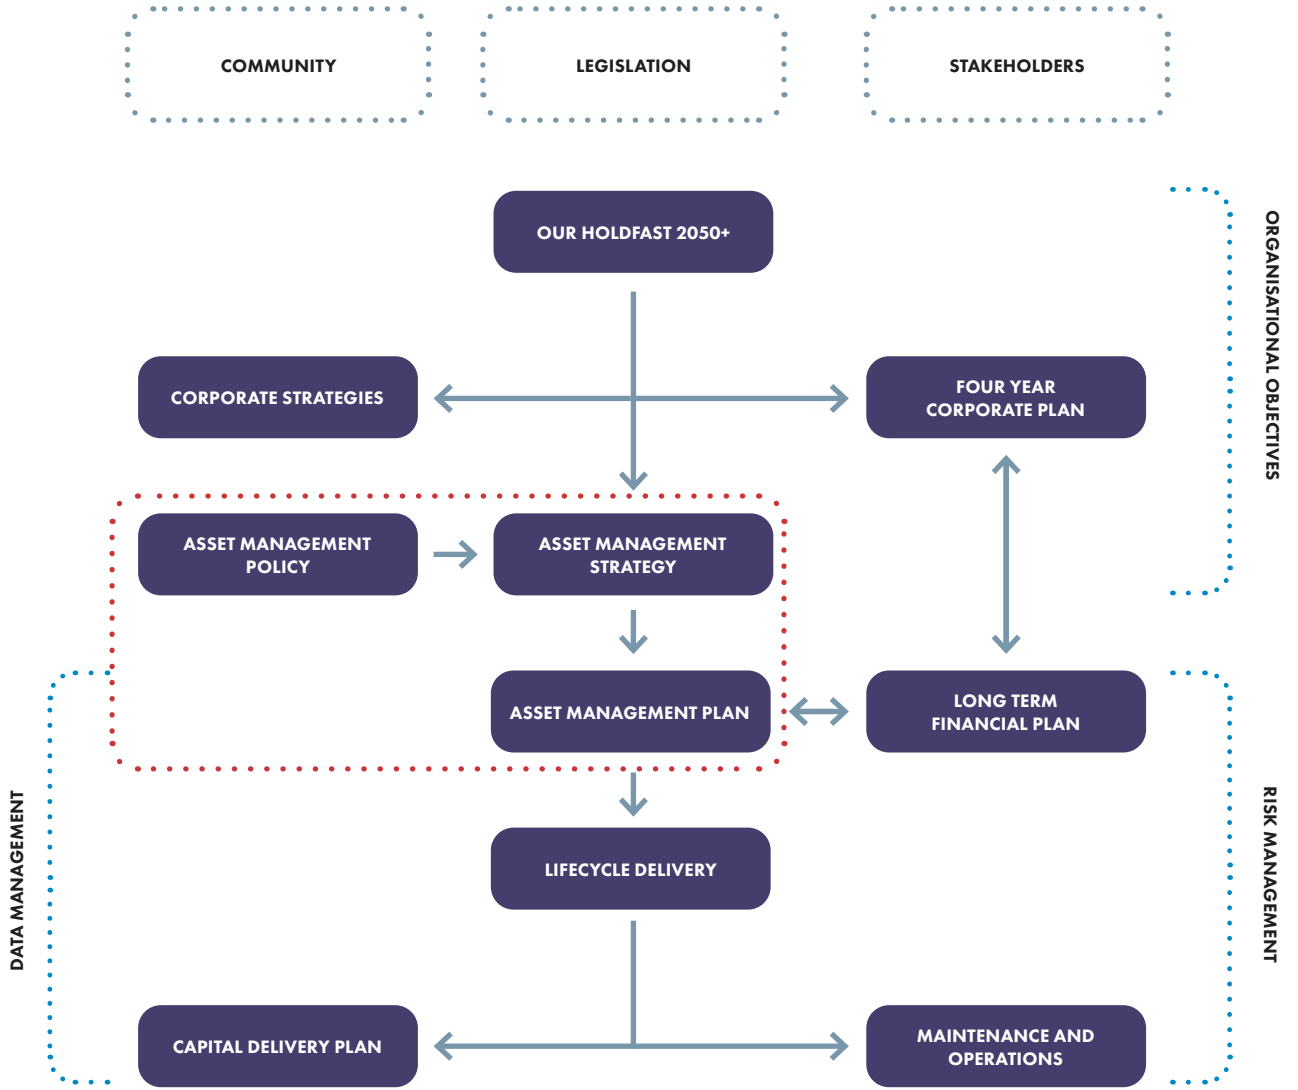 COMMUNITY
LEGISLATION
STAKEHOLDERS
OUR HOLDFAST 2050+
ORGANISATIONAL OBJECTIVES
CORPORATE STRATEGIES
FOUR YEAR
CORPORATE PLAN
ASSET MANAGEMENT
POLICY
ASSET MANAGEMENT
STRATEGY
ASSET MANAGEMENT PLAN
LONG TERM
FINANCIAL PLAN
DATA MANAGEMENT
RISK MANAGEMENT
LIFECYCLE DELIVERY
CAPITAL DELIVERY PLAN
MAINTENANCE AND
OPERATIONS